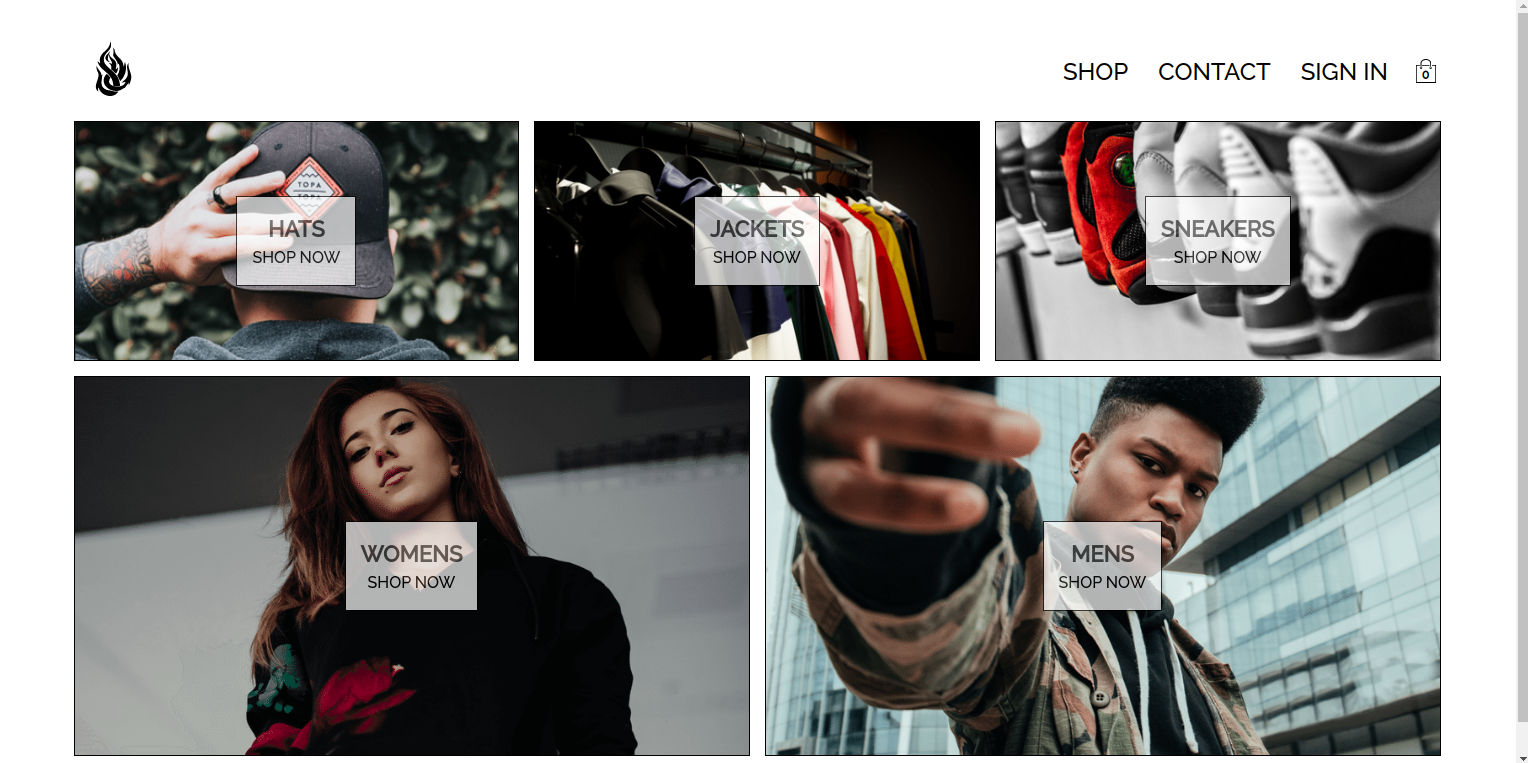 SHOP CONTACT SIGN IN 0
TOPA
TOPA
HATS
SHOP NOW
JACKETS
SHOP NOW
SNEAKERS
SHOP NOW
WOMENS
SHOP NOW
MENS
SHOP NOW